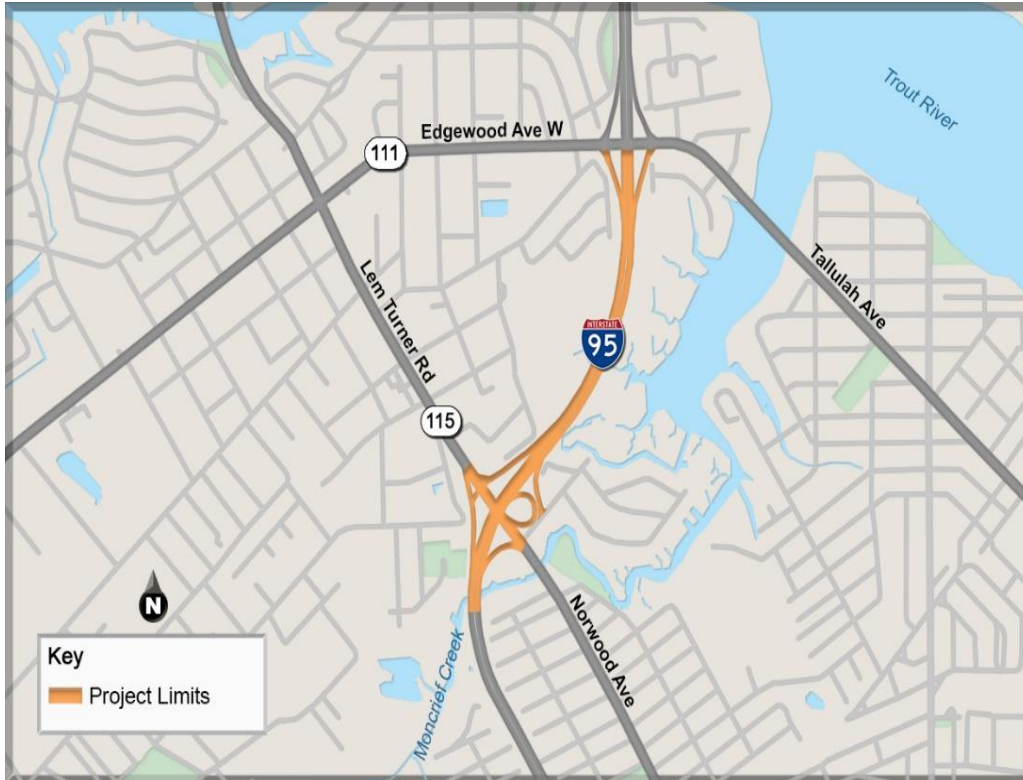 Trout River
Edgewood Ave W
111
Tallulah Ave
Lem Turner Rd
INTERSTATE
95
115
N
Norwood Ave
Moncrief Creek
Key
Project Limits